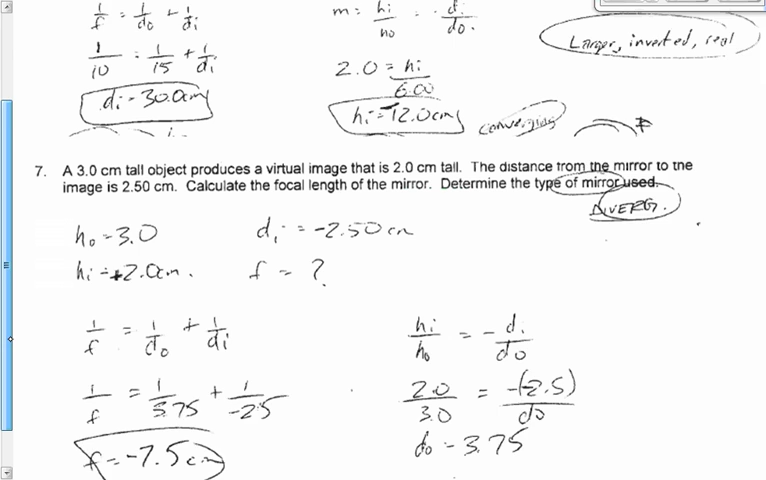 1/f = 1/do + 1/di
m = hi/ho = -di/do.
Larger, inverted, real
1/10 = 1/15 + 1/di
2.0 = hi/6.00
di = 30.0cm
hi = -12.0cm
converging
7. A 3.0 cm tall object produces a virtual image that is 2.0 cm tall. The distance from the mirror to the
image is 2.50 cm. Calculate the focal length of the mirror. Determine the type of mirror used.
DIVERG.
ho = 3.0
di = -2.50cm
hi = +2.0cm.
f = ?
1/f = 1/do + 1/di
hi/ho = -di/do
1/f = 1/3.75 + 1/-2.5
2.0/3.0 = -(-2.5)/do
f = -7.5cm
do = 3.75